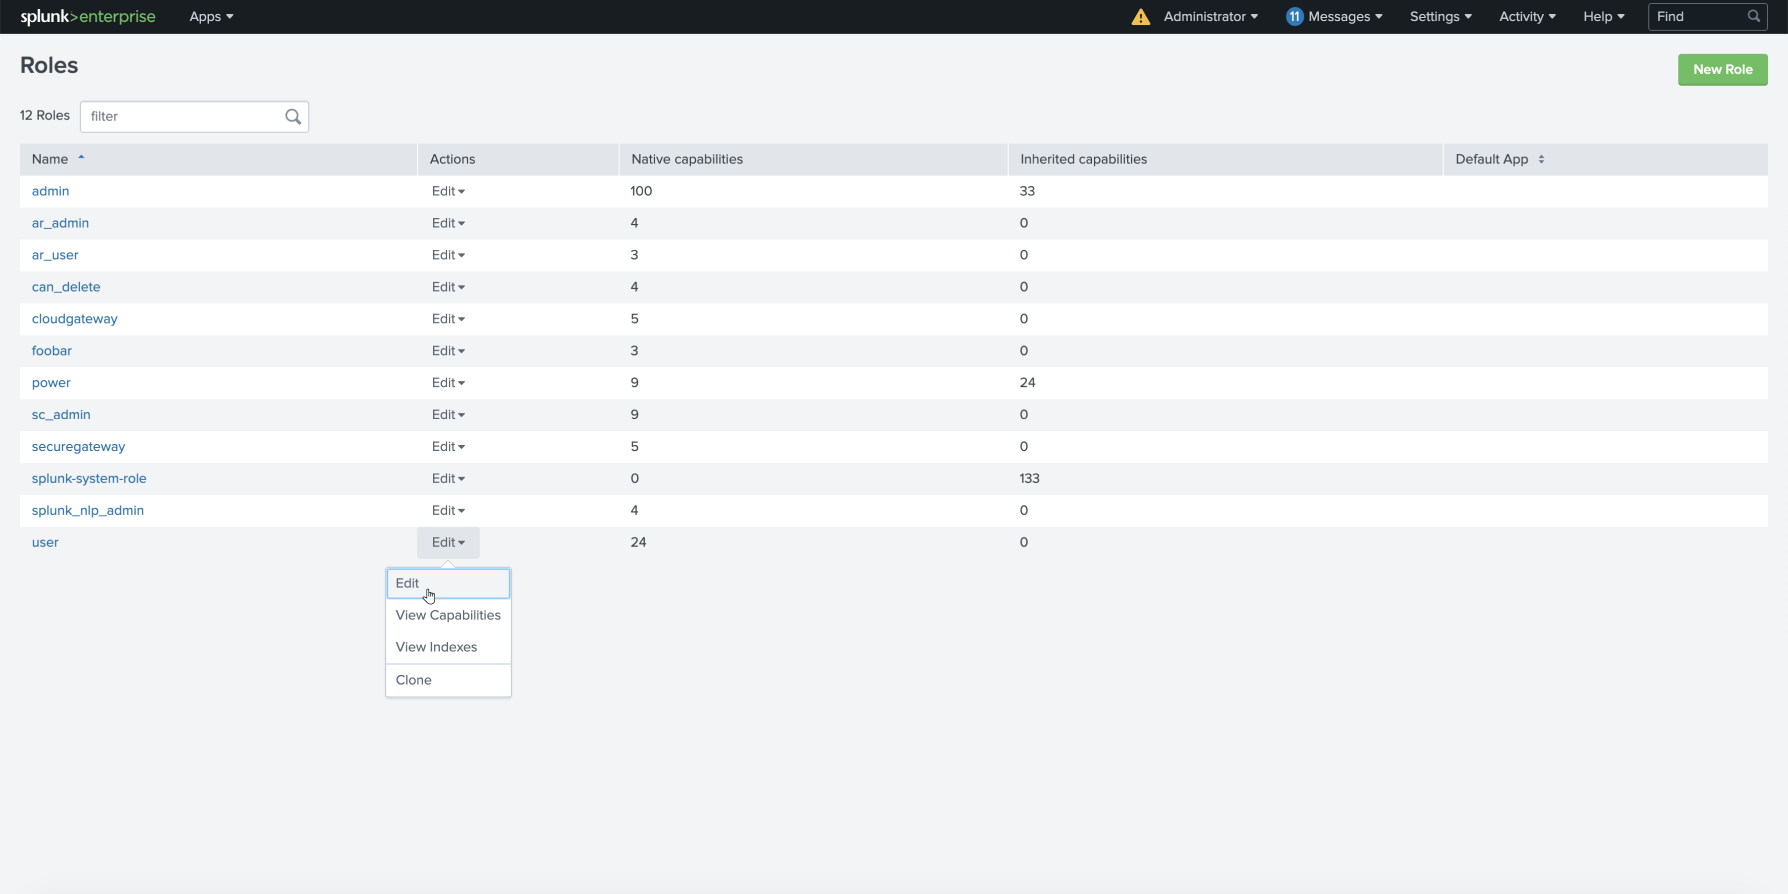 splunk>enterprise Apps Administrator 11 Messages Settings Activity Help Find
Roles
New Role
12 Roles filter
Name Actions Native capabilities Inherited capabilities Default App
admin Edit 100 33
ar_admin Edit 4 0
ar_user Edit 3 0
can_delete Edit 4 0
cloudgateway Edit 5 0
foobar Edit 3 0
power Edit 9 24
sc_admin Edit 9 0
securegateway Edit 5 0
splunk-system-role Edit 0 133
splunk_nlp_admin Edit 4 0
user Edit 24 0
Edit
View Capabilities
View Indexes
Clone